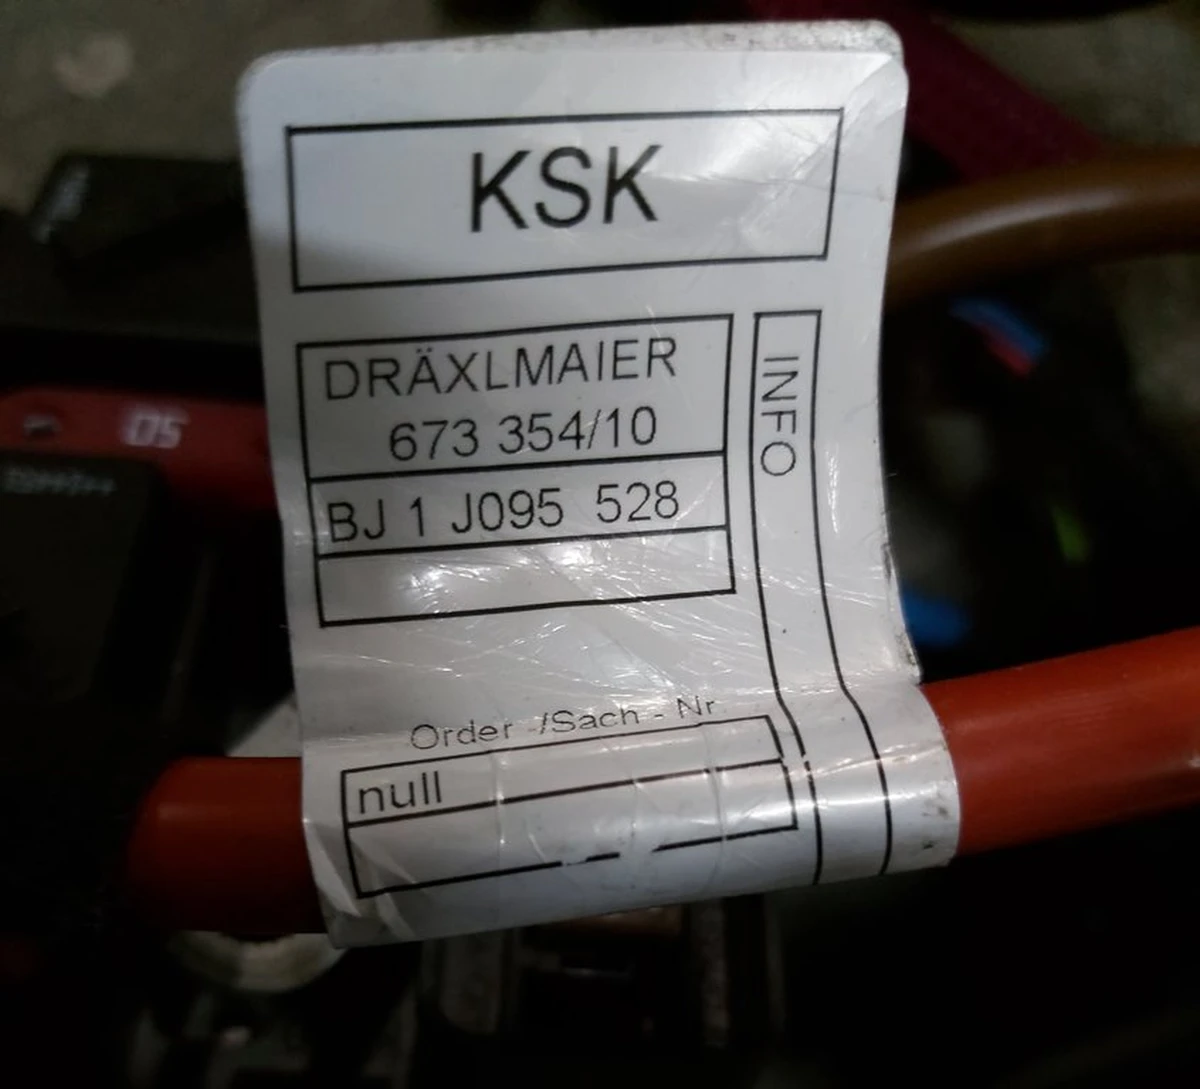 KSK
DRÄXLMAIER
673 354/10
BJ 1 J095 528
INFO
Order -/Sach - Nr
null